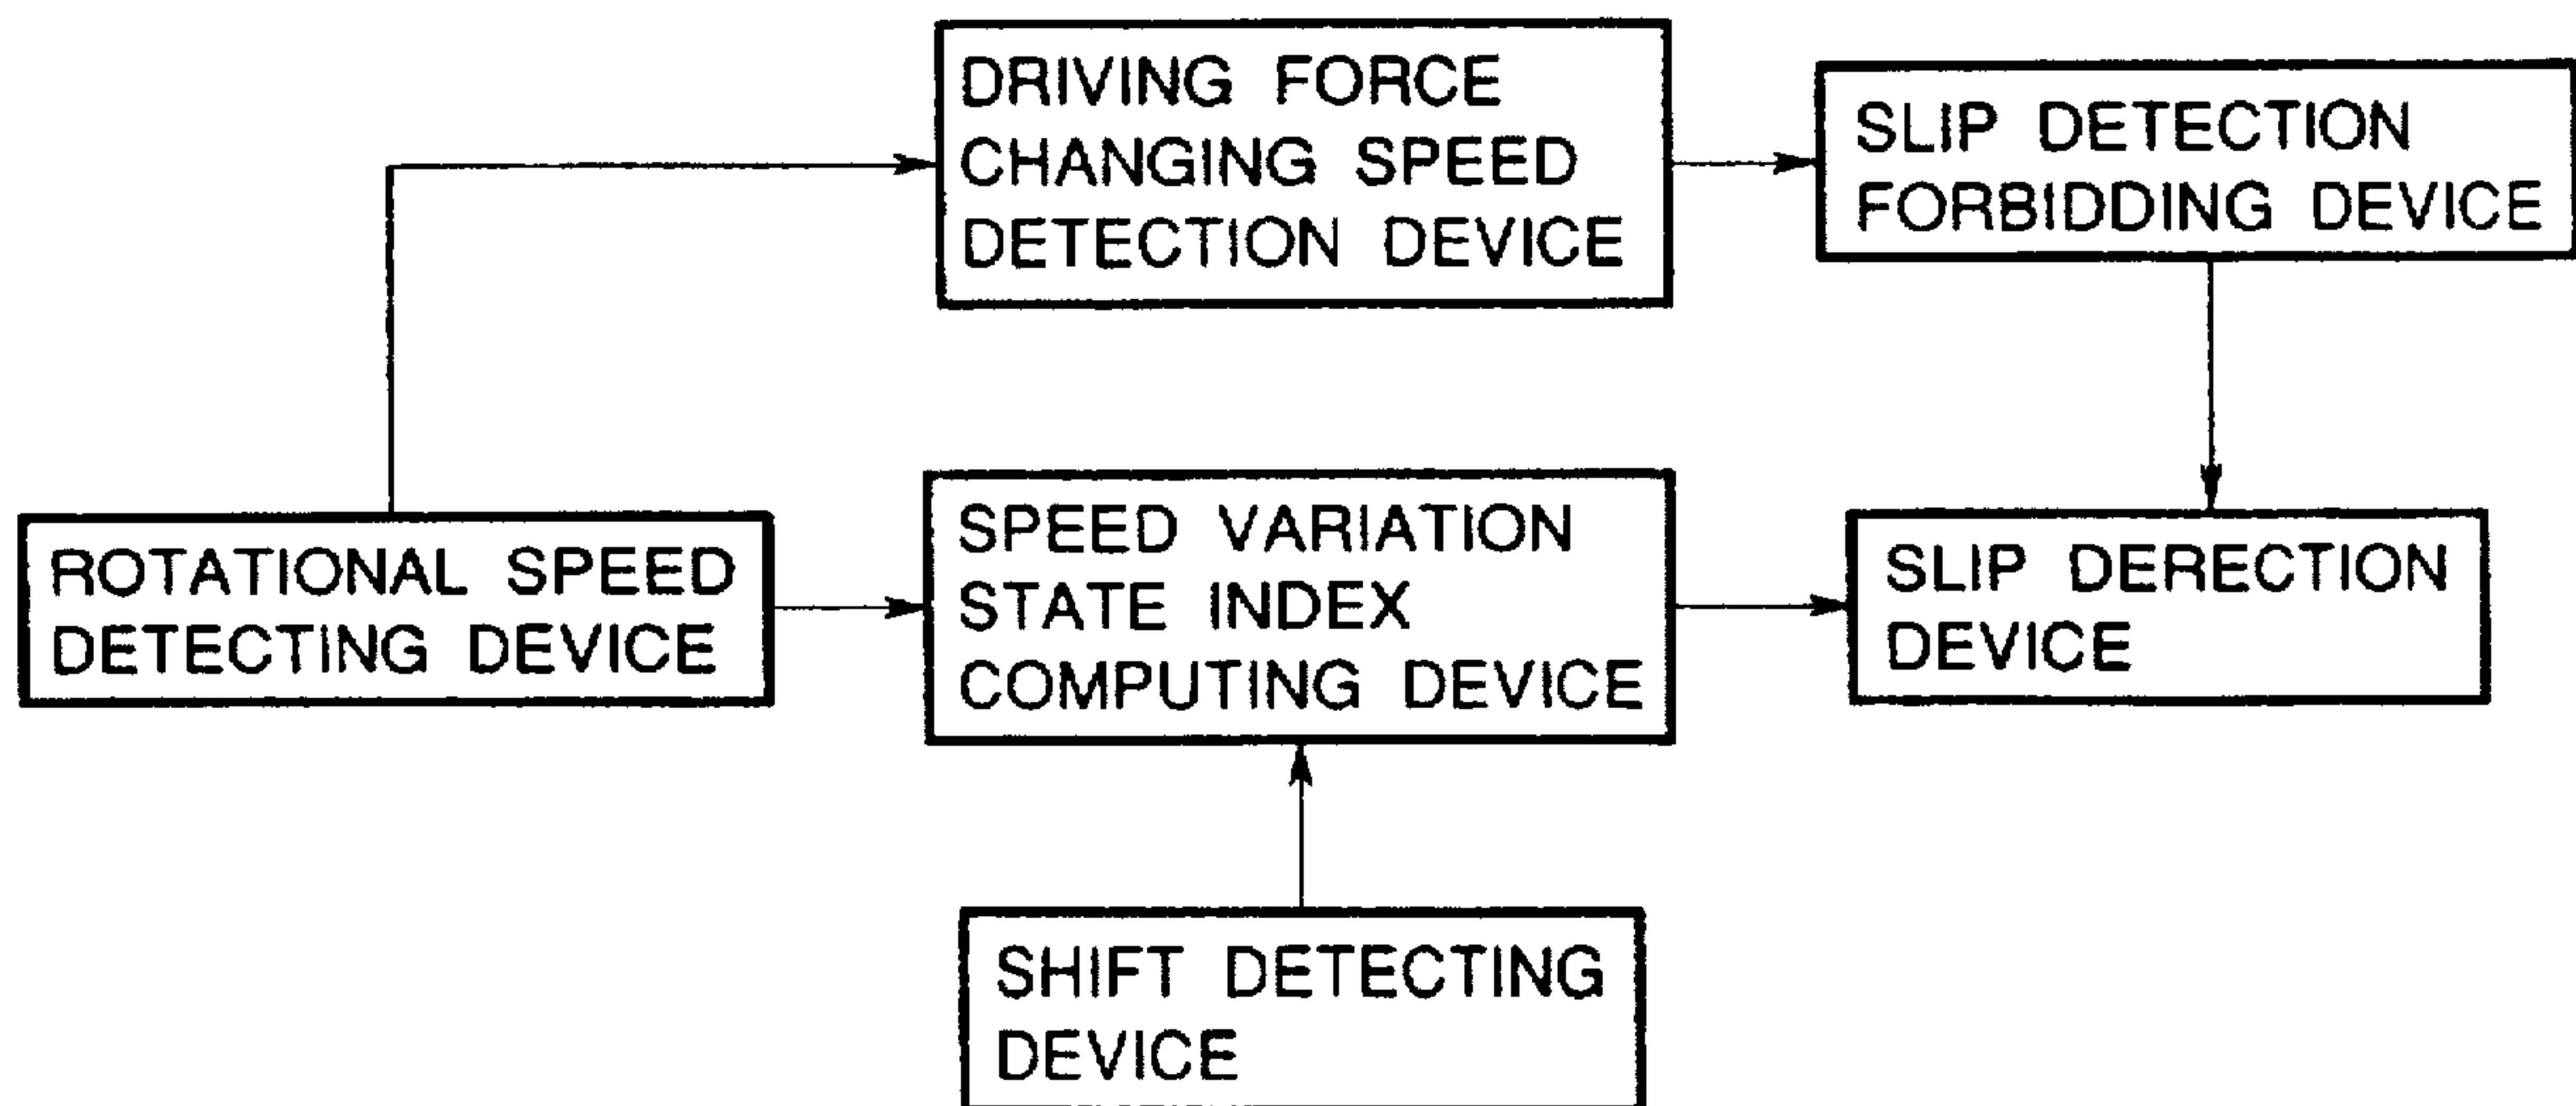 DRIVING FORCE
CHANGING SPEED
DETECTION DEVICE
SLIP DETECTION
FORBIDDING DEVICE
ROTATIONAL SPEED
DETECTING DEVICE
SPEED VARIATION
STATE INDEX
COMPUTING DEVICE
SLIP DERECTION
DEVICE
SHIFT DETECTING
DEVICE